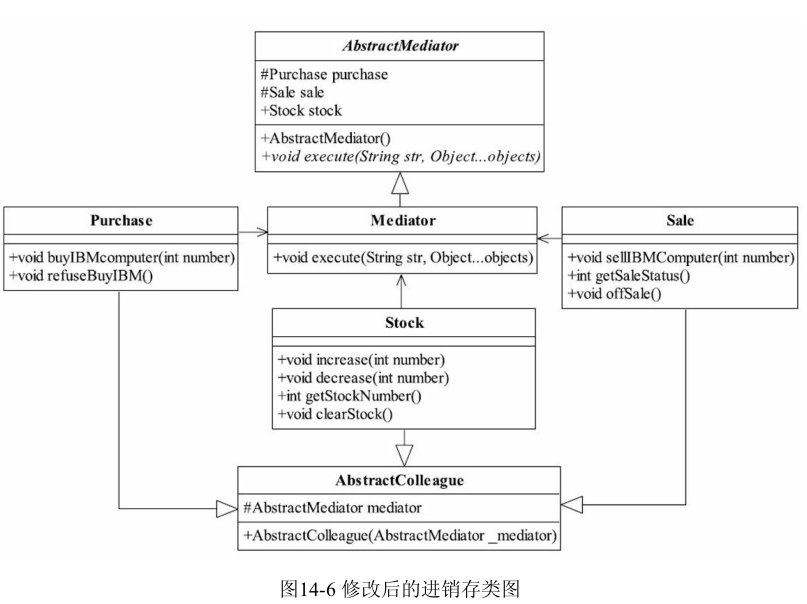 AbstractMediator
#Purchase purchase
#Sale sale
+Stock stock
+AbstractMediator()
+void execute(String str, Object...objects)
Purchase
+void buyIBMcomputer(int number)
+void refuseBuyIBM()
Mediator
+void execute(String str, Object...objects)
Sale
+void sellIBMComputer(int number)
+int getSaleStatus()
+void offSale()
Stock
+void increase(int number)
+void decrease(int number)
+int getStockNumber()
+void clearStock()
AbstractColleague
#AbstractMediator mediator
+AbstractColleague(AbstractMediator _mediator)
图14-6 修改后的进销存类图